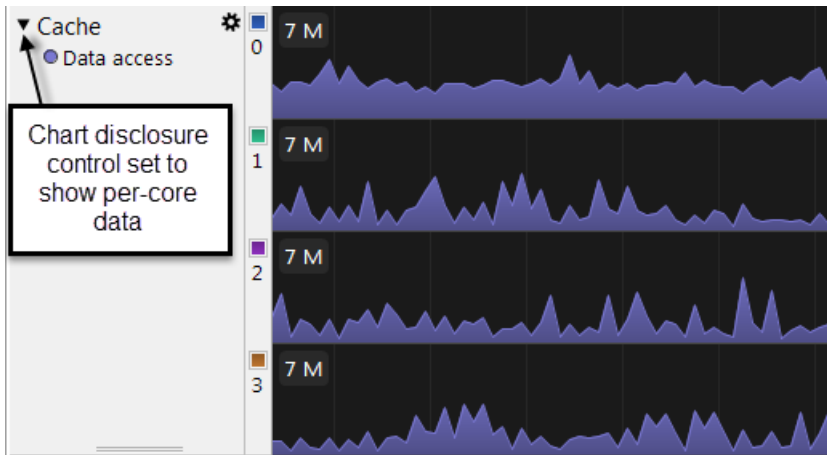 Cache
Data access
Chart disclosure
control set to
show per-core
data
0
7 M
1
7 M
2
7 M
3
7 M